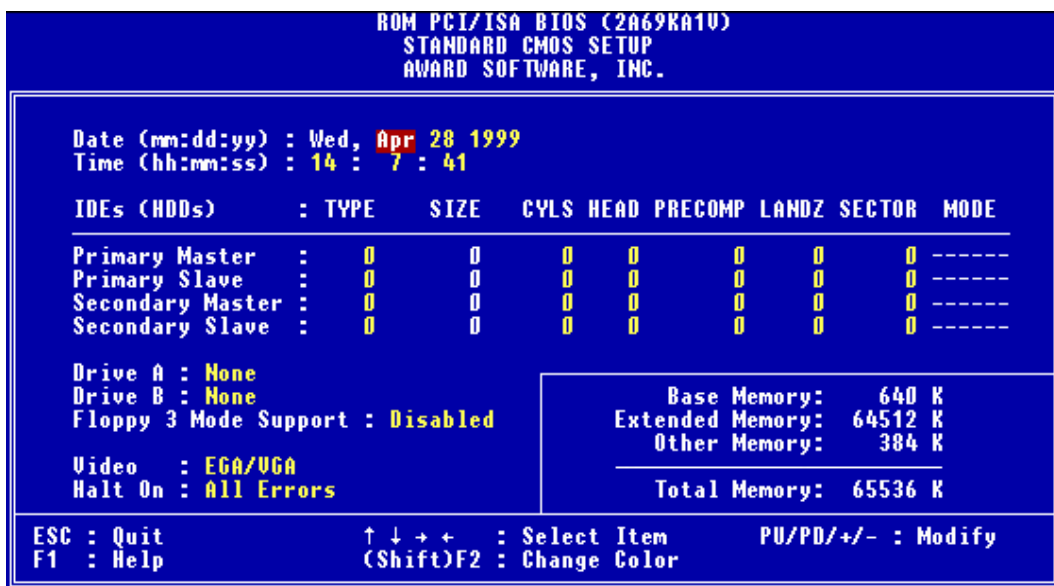 ROM PCI/ISA BIOS (2A69KA1V)
STANDARD CMOS SETUP
AWARD SOFTWARE, INC.
Date (mm:dd:yy) : Wed, Apr 28 1999
Time (hh:mm:ss) : 14 : 7 : 41
IDEs (HDDs) : TYPE SIZE CYLS HEAD PRECOMP LANDZ SECTOR MODE
Primary Master : 0 0 0 0 0 0 0 ------
Primary Slave : 0 0 0 0 0 0 0 ------
Secondary Master : 0 0 0 0 0 0 0 ------
Secondary Slave : 0 0 0 0 0 0 0 ------
Drive A : None
Drive B : None
Floppy 3 Mode Support : Disabled
Video : EGA/VGA
Halt On : All Errors
Base Memory: 640 K
Extended Memory: 64512 K
Other Memory: 384 K
Total Memory: 65536 K
ESC : Quit ↑ ↓ → ← : Select Item PU/PD/+/- : Modify
F1 : Help (Shift)F2 : Change Color